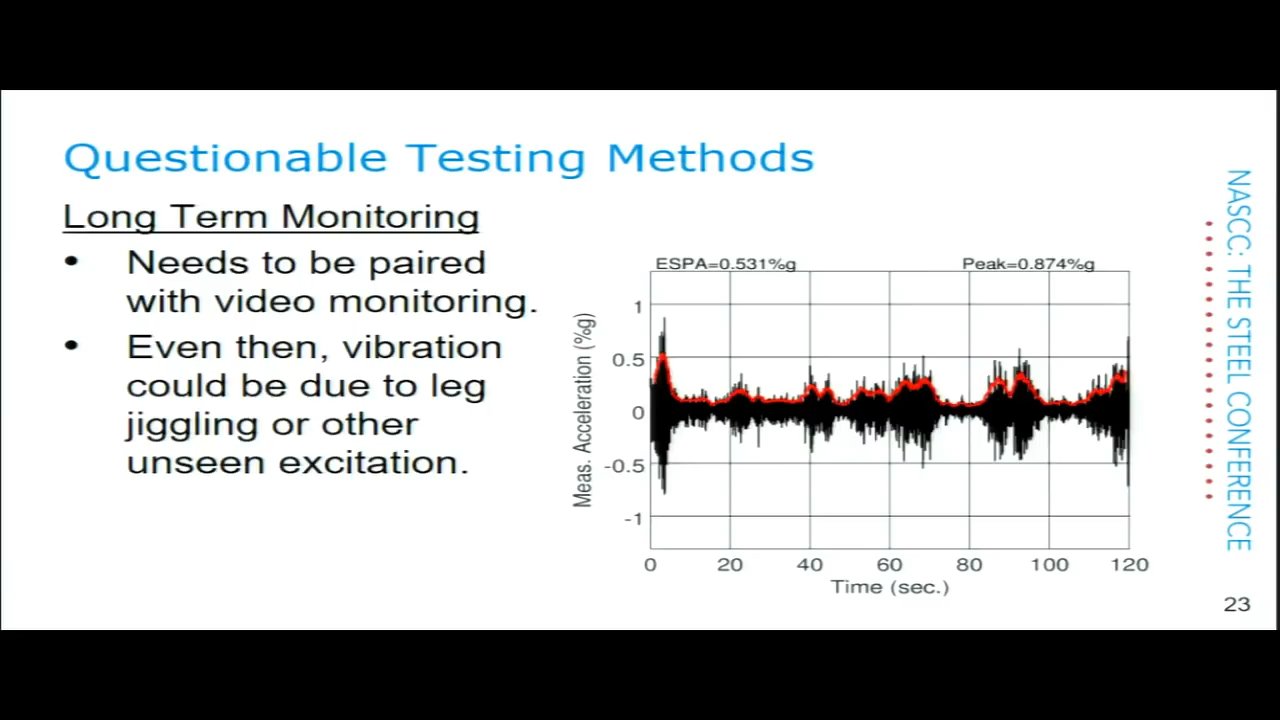 Questionable Testing Methods
Long Term Monitoring
• Needs to be paired
with video monitoring.
• Even then, vibration
could be due to leg
jiggling or other
unseen excitation.
ESPA=0.531%g
Peak=0.874%g
Meas. Acceleration (%g)
1
0.5
0
-0.5
-1
0 20 40 60 80 100 120
Time (sec.)
NASCC: THE STEEL CONFERENCE
23